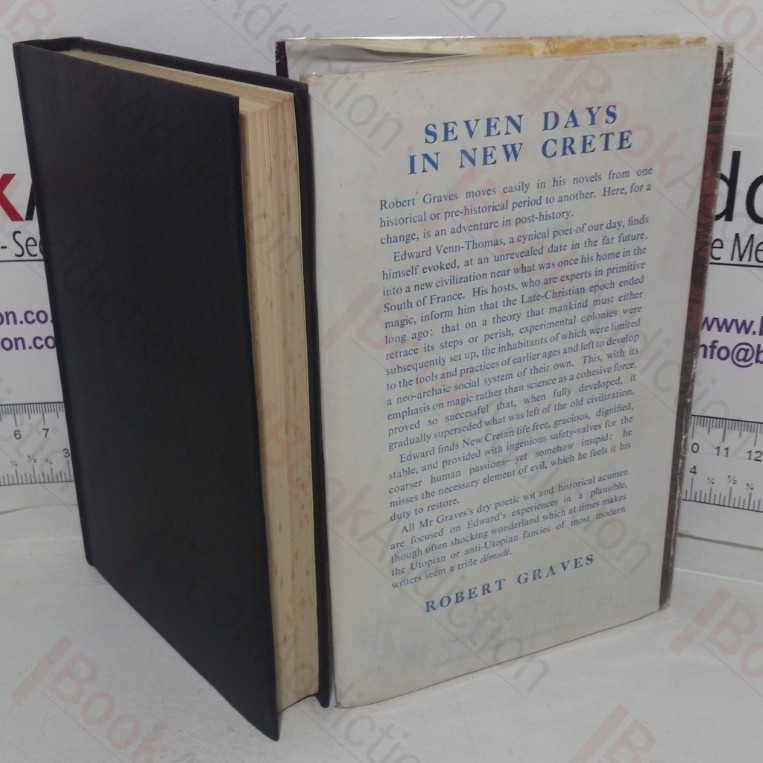 SEVEN DAYS
IN NEW CRETE
Robert Graves moves easily in his novels from one
historical or pre-historical period to another. Here, for a
change, is an adventure in post-history.
Edward Venn-Thomas, a cynical poet of our day, finds
himself evoked, at an unrevealed date in the far future,
into a new civilization near what was once his home in the
South of France. His hosts, who are experts in primitive
magic, inform him that the Late-Christian epoch ended
long ago; that on a theory that mankind must either
retrace its steps or perish, experimental colonies were
subsequently set up, the inhabitants of which were limited
to the tools and practices of earlier ages and left to develop
a neo-archaic social system of their own. This, with its
emphasis on magic rather than science as a cohesive force,
proved so successful that, when fully developed, it
gradually superseded what was left of the old civilization.
Edward finds New Cretan life free, gracious, dignified,
stable, and provided with ingenious safety-valves for the
coarser human passions—yet somehow insipid: he
misses the necessary element of evil, which he feels it his
duty to restore.
All Mr Graves's dry poetic wit and historical acumen
are focused on Edward's experiences in a plausible,
though often shocking wonderland which at times makes
the Utopian or anti-Utopian fancies of most modern
writers seem a trifle démodé.
ROBERT GRAVES
BookAddiction
on.co.
tion.co
www.b
info@b
6 7
10 11 12